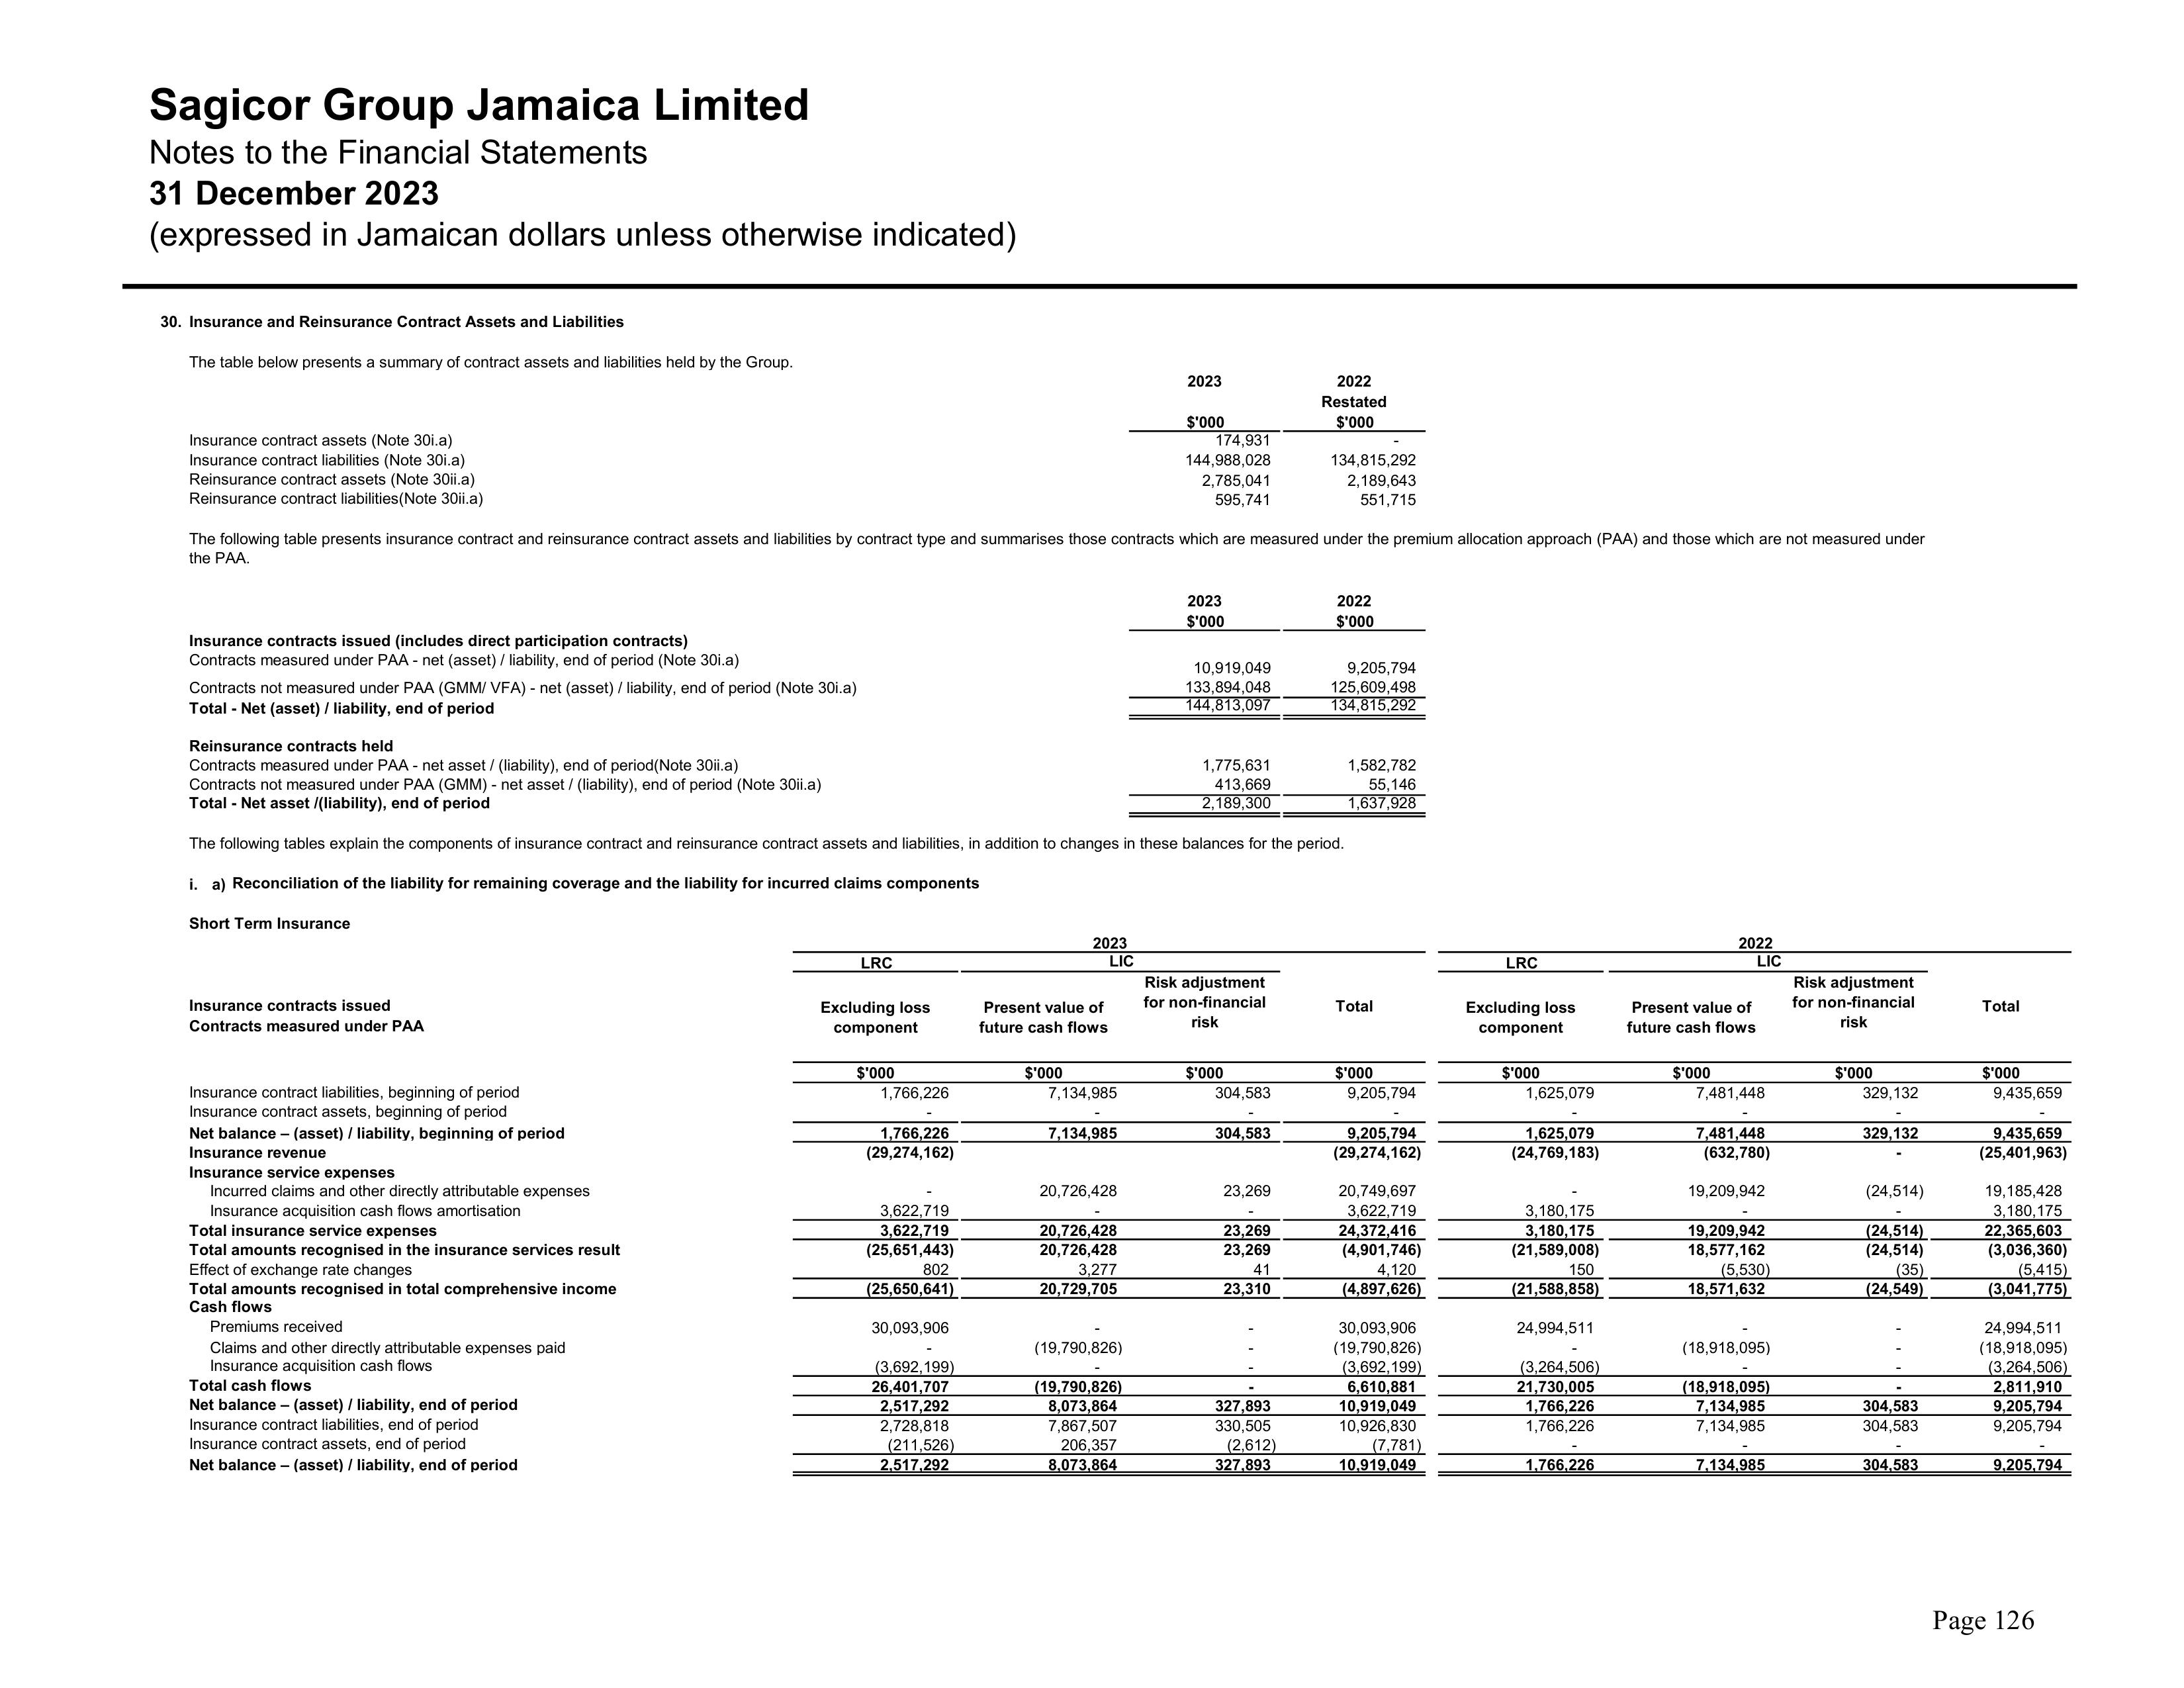 Sagicor Group Jamaica Limited
Notes to the Financial Statements
31 December 2023
(expressed in Jamaican dollars unless otherwise indicated)
30. Insurance and Reinsurance Contract Assets and Liabilities
The table below presents a summary of contract assets and liabilities held by the Group.
2023 2022
Restated
$'000 $'000
Insurance contract assets (Note 30i.a) 174,931 -
Insurance contract liabilities (Note 30i.a) 144,988,028 134,815,292
Reinsurance contract assets (Note 30ii.a) 2,785,041 2,189,643
Reinsurance contract liabilities(Note 30ii.a) 595,741 551,715
The following table presents insurance contract and reinsurance contract assets and liabilities by contract type and summarises those contracts which are measured under the premium allocation approach (PAA) and those which are not measured under
the PAA.
2023 2022
$'000 $'000
Insurance contracts issued (includes direct participation contracts)
Contracts measured under PAA - net (asset) / liability, end of period (Note 30i.a) 10,919,049 9,205,794
Contracts not measured under PAA (GMM/ VFA) - net (asset) / liability, end of period (Note 30i.a) 133,894,048 125,609,498
Total - Net (asset) / liability, end of period 144,813,097 134,815,292
Reinsurance contracts held
Contracts measured under PAA - net asset / (liability), end of period(Note 30ii.a) 1,775,631 1,582,782
Contracts not measured under PAA (GMM) - net asset / (liability), end of period (Note 30ii.a) 413,669 55,146
Total - Net asset /(liability), end of period 2,189,300 1,637,928
The following tables explain the components of insurance contract and reinsurance contract assets and liabilities, in addition to changes in these balances for the period.
i. a) Reconciliation of the liability for remaining coverage and the liability for incurred claims components
Short Term Insurance
2023 2022
LRC LIC LRC LIC
Risk adjustment Risk adjustment
Insurance contracts issued Excluding loss Present value of for non-financial Total Excluding loss Present value of for non-financial Total
Contracts measured under PAA component future cash flows risk component future cash flows risk
$'000 $'000 $'000 $'000 $'000 $'000 $'000 $'000
Insurance contract liabilities, beginning of period 1,766,226 7,134,985 304,583 9,205,794 1,625,079 7,481,448 329,132 9,435,659
Insurance contract assets, beginning of period - - - - - - - -
Net balance – (asset) / liability, beginning of period 1,766,226 7,134,985 304,583 9,205,794 1,625,079 7,481,448 329,132 9,435,659
Insurance revenue (29,274,162) (29,274,162) (24,769,183) (632,780) - (25,401,963)
Insurance service expenses
Incurred claims and other directly attributable expenses - 20,726,428 23,269 20,749,697 - 19,209,942 (24,514) 19,185,428
Insurance acquisition cash flows amortisation 3,622,719 - - 3,622,719 3,180,175 - - 3,180,175
Total insurance service expenses 3,622,719 20,726,428 23,269 24,372,416 3,180,175 19,209,942 (24,514) 22,365,603
Total amounts recognised in the insurance services result (25,651,443) 20,726,428 23,269 (4,901,746) (21,589,008) 18,577,162 (24,514) (3,036,360)
Effect of exchange rate changes 802 3,277 41 4,120 150 (5,530) (35) (5,415)
Total amounts recognised in total comprehensive income (25,650,641) 20,729,705 23,310 (4,897,626) (21,588,858) 18,571,632 (24,549) (3,041,775)
Cash flows
Premiums received 30,093,906 - - 30,093,906 24,994,511 - - 24,994,511
Claims and other directly attributable expenses paid - (19,790,826) - (19,790,826) - (18,918,095) - (18,918,095)
Insurance acquisition cash flows (3,692,199) - - (3,692,199) (3,264,506) - - (3,264,506)
Total cash flows 26,401,707 (19,790,826) - 6,610,881 21,730,005 (18,918,095) - 2,811,910
Net balance – (asset) / liability, end of period 2,517,292 8,073,864 327,893 10,919,049 1,766,226 7,134,985 304,583 9,205,794
Insurance contract liabilities, end of period 2,728,818 7,867,507 330,505 10,926,830 1,766,226 7,134,985 304,583 9,205,794
Insurance contract assets, end of period (211,526) 206,357 (2,612) (7,781) - - - -
Net balance – (asset) / liability, end of period 2,517,292 8,073,864 327,893 10,919,049 1,766,226 7,134,985 304,583 9,205,794
Page 126